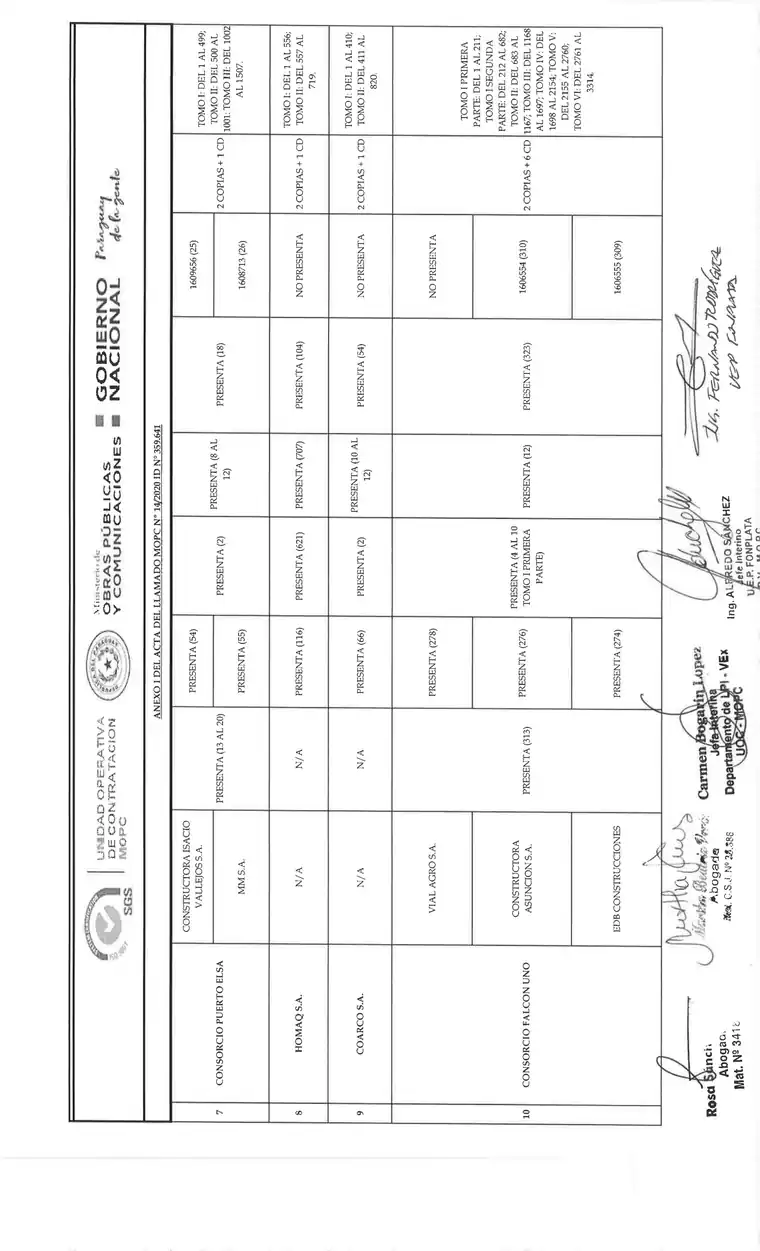 SGS
UNIDAD OPERATIVA
DE CONTRATACION
MOPC
Ministerio de
OBRAS PÚBLICAS
Y COMUNICACIONES
GOBIERNO
NACIONAL
Paraguay
de la gente
ANEXO I DEL ACTA DEL LLAMADO MOPC N° 14/2020 ID N° 359.641
7
CONSORCIO PUERTO ELSA
CONSTRUCTORA ISACIO
VALLEJOS S.A.
MM S.A.
PRESENTA (13 AL 20)
PRESENTA (54)
PRESENTA (55)
PRESENTA (2)
PRESENTA (8 AL
12)
PRESENTA (18)
1609656 (25)
1608713 (26)
2 COPIAS + 1 CD
TOMO I: DEL 1 AL 499;
TOMO II: DEL 500 AL
1001: TOMO III: DEL 1002
AL 1507.
8
HOMAQ S.A.
N/A
N/A
PRESENTA (116)
PRESENTA (621)
PRESENTA (707)
PRESENTA (104)
NO PRESENTA
2 COPIAS + 1 CD
TOMO I: DEL 1 AL 556;
TOMO II: DEL 557 AL
719.
9
COARCO S.A.
N/A
N/A
PRESENTA (66)
PRESENTA (2)
PRESENTA (10 AL
12)
PRESENTA (54)
NO PRESENTA
2 COPIAS + 1 CD
TOMO I: DEL 1 AL 410;
TOMO II: DEL 411 AL
820.
10
CONSORCIO FALCON UNO
VIAL AGRO S.A.
CONSTRUCTORA
ASUNCION S.A.
EDB CONSTRUCCIONES
PRESENTA (313)
PRESENTA (278)
PRESENTA (276)
PRESENTA (274)
PRESENTA (4 AL 10
TOMO I PRIMERA
PARTE)
PRESENTA (12)
PRESENTA (323)
NO PRESENTA
1606554 (310)
1606555 (309)
2 COPIAS + 6 CD
TOMO I PRIMERA
PARTE: DEL 1 AL 211;
TOMO I SEGUNDA
PARTE: DEL 212 AL 682;
TOMO II: DEL 683 AL
1167; TOMO III: DEL 1168
AL 1697; TOMO IV: DEL
1698 AL 2154; TOMO V:
DEL 2155 AL 2760;
TOMO VI: DEL 2761 AL
3314.
Rosa
Abogad
Mat. Nº 3418
Abogada
Mat. C.S.J. Nº
Carmen Bogarin Lopez
Jefa Interina
Departamento de LPI - VEx
UOC - MOPC
Ing. ALFREDO SANCHEZ
Jefe Interino
U.E.P. FONPLATA
ING. FERNANDO RODRIGUEZ
UEP FONPLATA